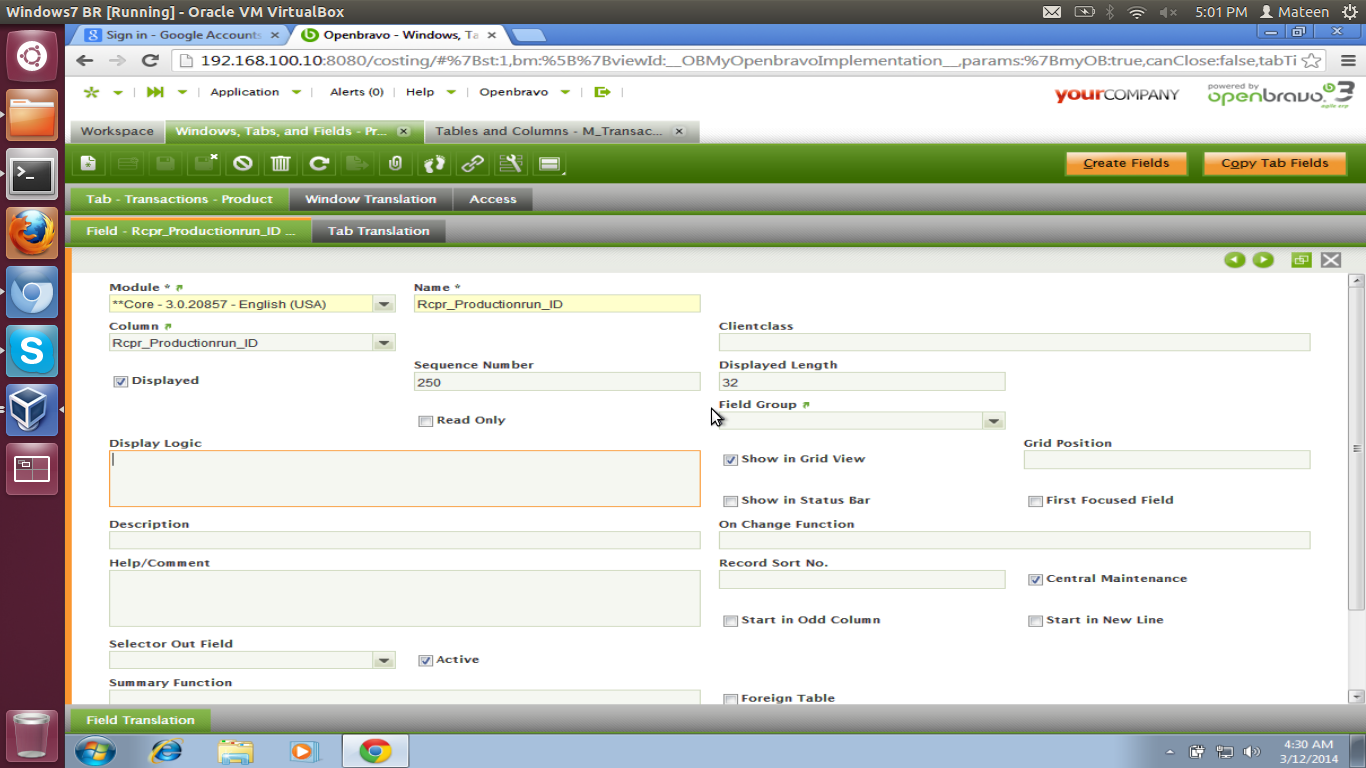 Windows7 BR [Running] - Oracle VM VirtualBox
5:01 PM Mateen
Sign in - Google Accounts
Openbravo - Windows, Ta
192.168.100.10:8080/costing/#%7Bst:1,bm:%5B%7BviewId:__OBMyOpenbravoImplementation__,params:%7BmyOB:true,canClose:false,tabTi
Application Alerts (0) Help Openbravo
yourCOMPANY
powered by
openbravo 3
agile erp
Workspace Windows, Tabs, and Fields - Pr... Tables and Columns - M_Transac...
Create Fields Copy Tab Fields
Tab - Transactions - Product Window Translation Access
Field - Rcpr_Productionrun_ID ... Tab Translation
Module * Name *
**Core - 3.0.20857 - English (USA) Rcpr_Productionrun_ID
Column Clientclass
Rcpr_Productionrun_ID
Sequence Number Displayed Length
Displayed 250 32
Field Group
Read Only
Display Logic Grid Position
Show in Grid View
Show in Status Bar First Focused Field
Description On Change Function
Help/Comment Record Sort No.
Central Maintenance
Start in Odd Column Start in New Line
Selector Out Field
Active
Summary Function
Foreign Table
Field Translation
4:30 AM
3/12/2014